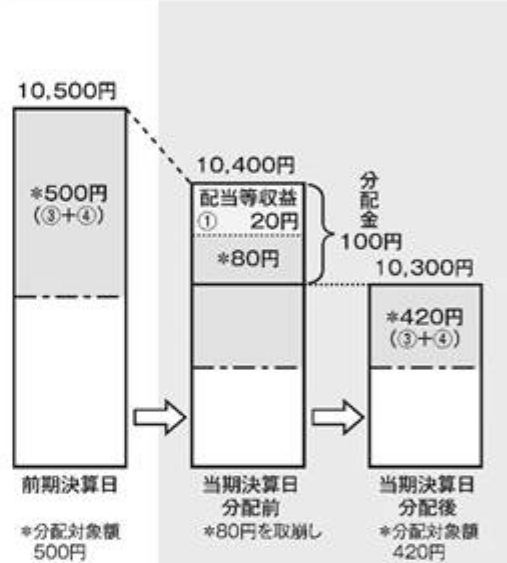 10,500円
*500円
(③+④)
前期決算日
*分配対象額
500円
10,400円
配当等収益
① 20円
*80円
分配金
100円
当期決算日
分配前
*80円を取崩し
10,300円
*420円
(③+④)
当期決算日
分配後
*分配対象額
420円